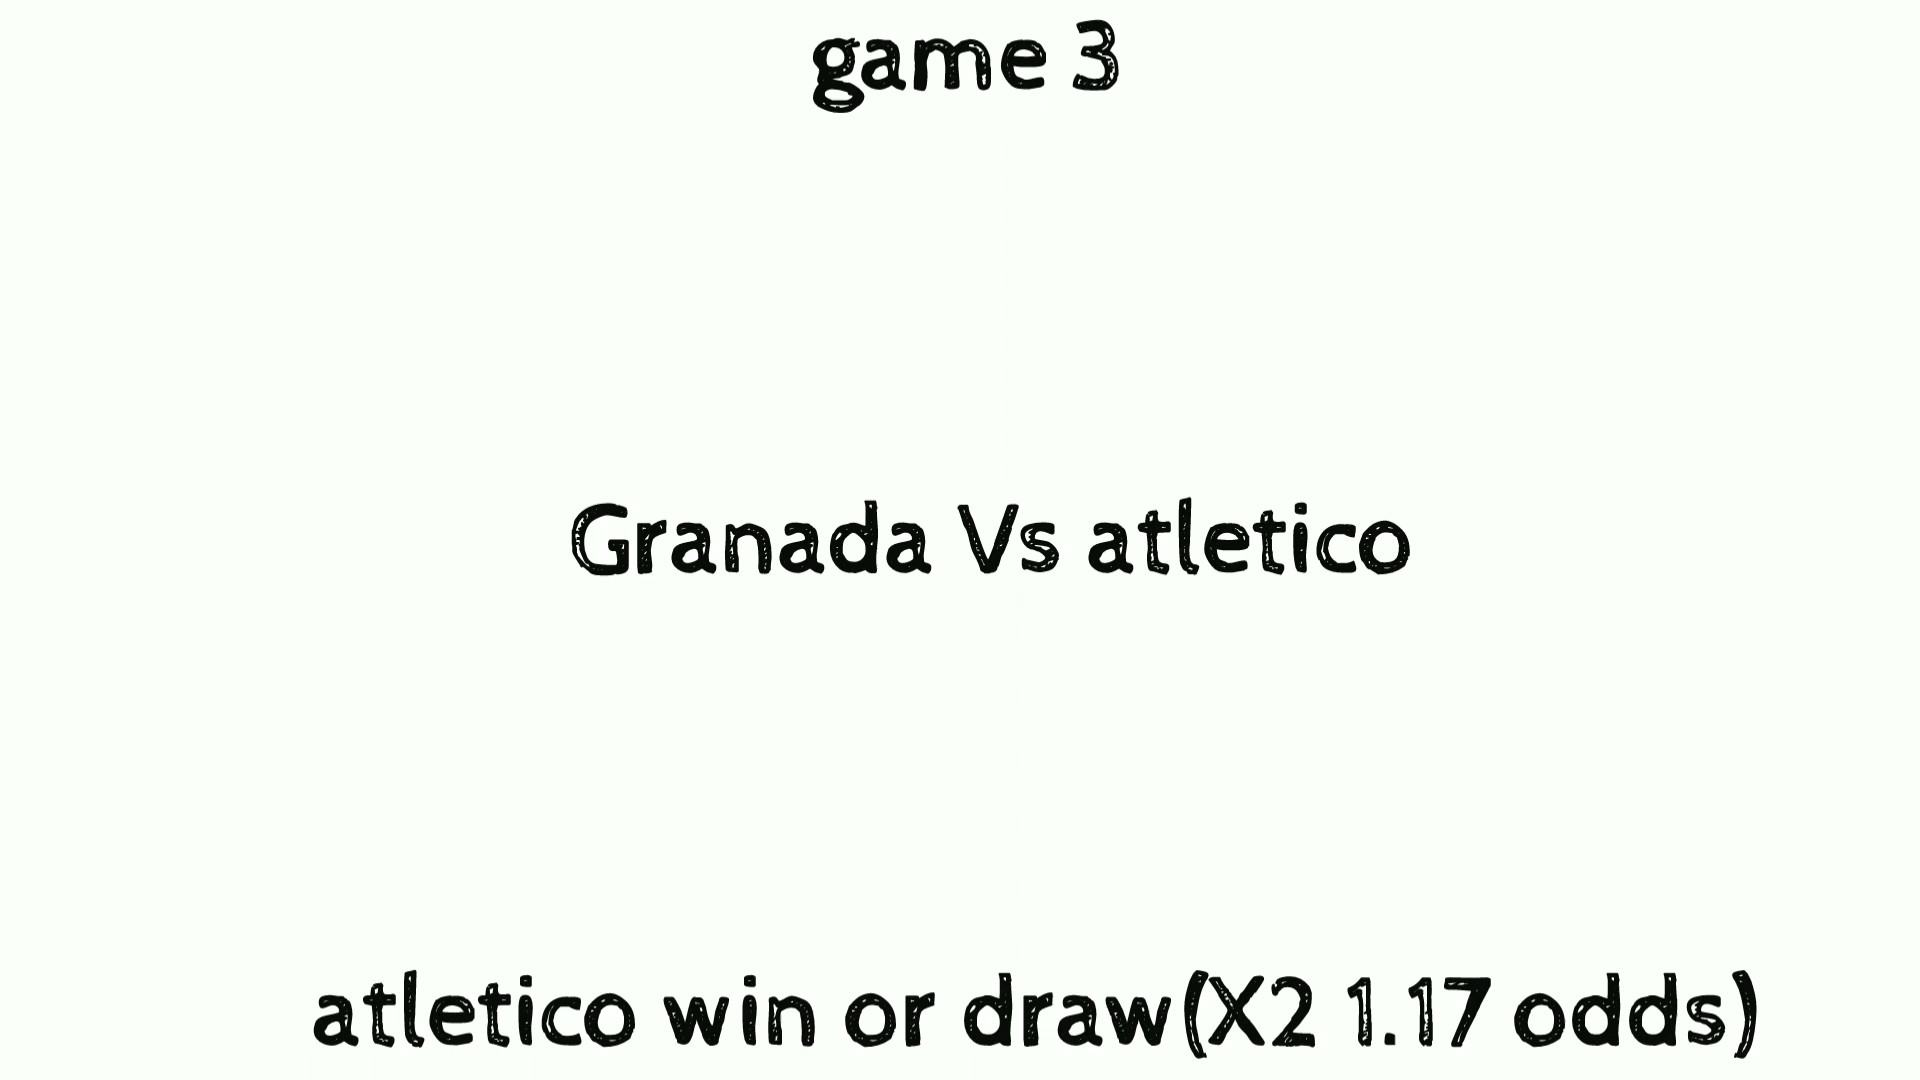 game 3
Granada Vs atletico
atletico win or draw(X2 1.17 odds)